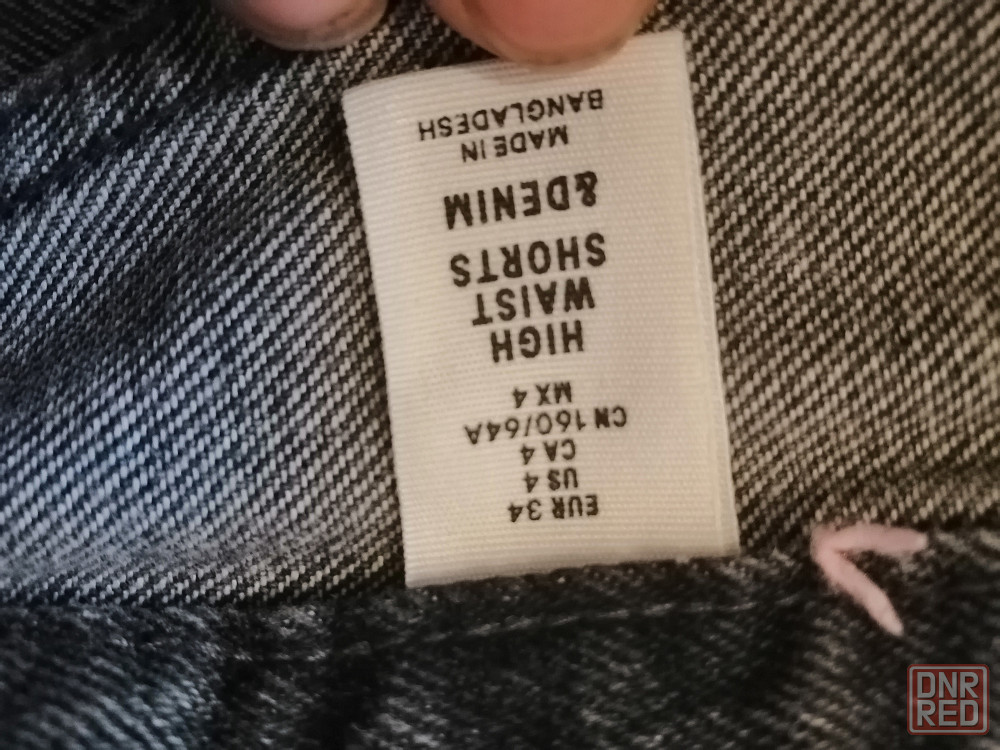 EUR 34
US 4
CA 4
CN 160/64A
MX 4
HIGH
WAIST
SHORTS
&DENIM
MADE IN
BANGLADESH
DNR
RED